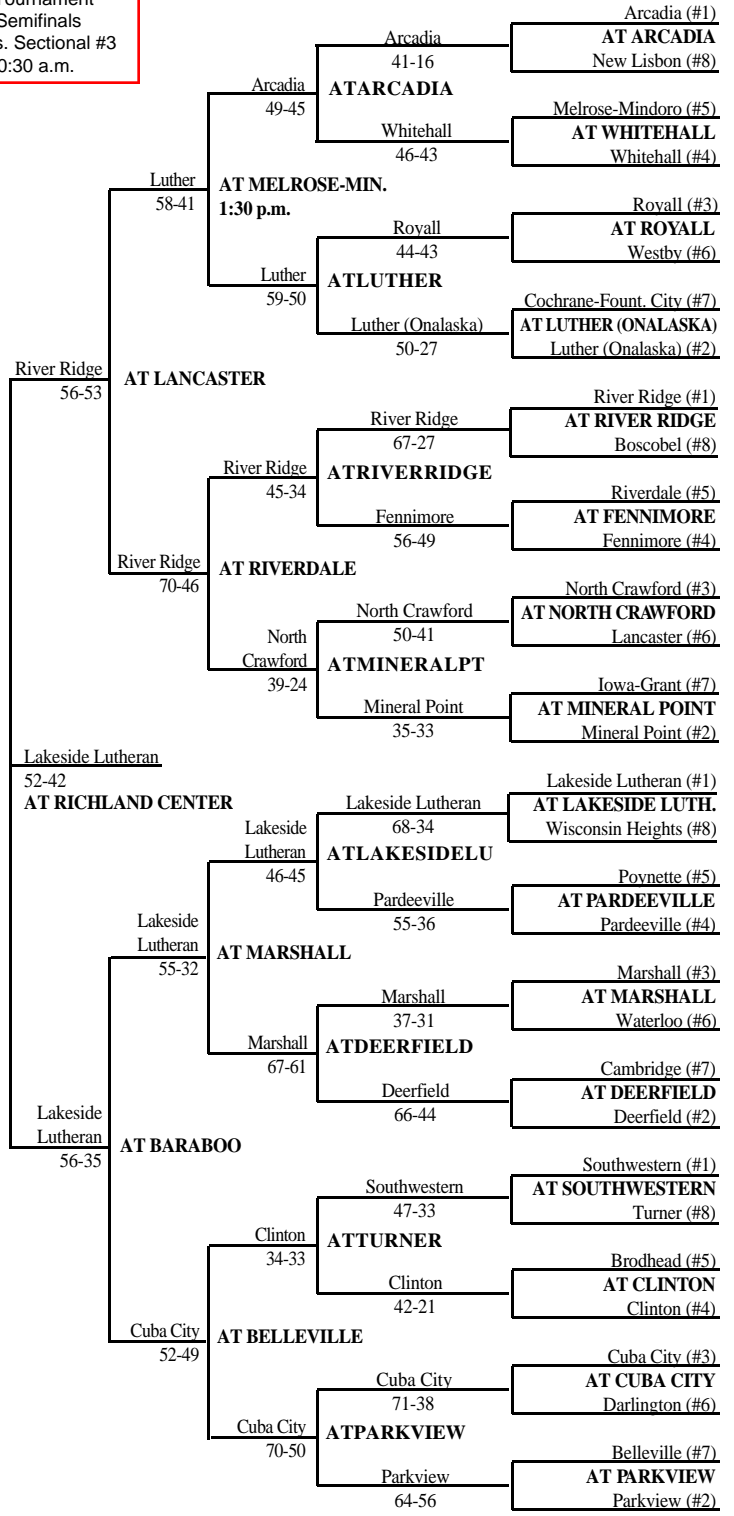 Tournament
Semifinals
s. Sectional #3
0:30 a.m.
Arcadia (#1)
AT ARCADIA
New Lisbon (#8)
Arcadia
41-16
Arcadia
49-45
ATARCADIA
Melrose-Mindoro (#5)
AT WHITEHALL
Whitehall (#4)
Whitehall
46-43
Luther
58-41
AT MELROSE-MIN.
1:30 p.m.
Royall (#3)
AT ROYALL
Westby (#6)
Royall
44-43
Luther
59-50
ATLUTHER
Cochrane-Fount. City (#7)
AT LUTHER (ONALASKA)
Luther (Onalaska) (#2)
Luther (Onalaska)
50-27
River Ridge
56-53
AT LANCASTER
River Ridge (#1)
AT RIVER RIDGE
Boscobel (#8)
River Ridge
67-27
River Ridge
45-34
ATRIVERRIDGE
Riverdale (#5)
AT FENNIMORE
Fennimore (#4)
Fennimore
56-49
River Ridge
70-46
AT RIVERDALE
North Crawford (#3)
AT NORTH CRAWFORD
Lancaster (#6)
North Crawford
50-41
North
Crawford
39-24
ATMINERALPT
Iowa-Grant (#7)
AT MINERAL POINT
Mineral Point (#2)
Mineral Point
35-33
Lakeside Lutheran
52-42
AT RICHLAND CENTER
Lakeside Lutheran (#1)
AT LAKESIDE LUTH.
Wisconsin Heights (#8)
Lakeside Lutheran
68-34
Lakeside
Lutheran
46-45
ATLAKESIDELU
Poynette (#5)
AT PARDEEVILLE
Pardeeville (#4)
Pardeeville
55-36
Lakeside
Lutheran
55-32
AT MARSHALL
Marshall (#3)
AT MARSHALL
Waterloo (#6)
Marshall
37-31
Marshall
67-61
ATDEERFIELD
Cambridge (#7)
AT DEERFIELD
Deerfield (#2)
Deerfield
66-44
Lakeside
Lutheran
56-35
AT BARABOO
Southwestern (#1)
AT SOUTHWESTERN
Turner (#8)
Southwestern
47-33
Clinton
34-33
ATTURNER
Brodhead (#5)
AT CLINTON
Clinton (#4)
Clinton
42-21
Cuba City
52-49
AT BELLEVILLE
Cuba City (#3)
AT CUBA CITY
Darlington (#6)
Cuba City
71-38
Cuba City
70-50
ATPARKVIEW
Belleville (#7)
AT PARKVIEW
Parkview (#2)
Parkview
64-56